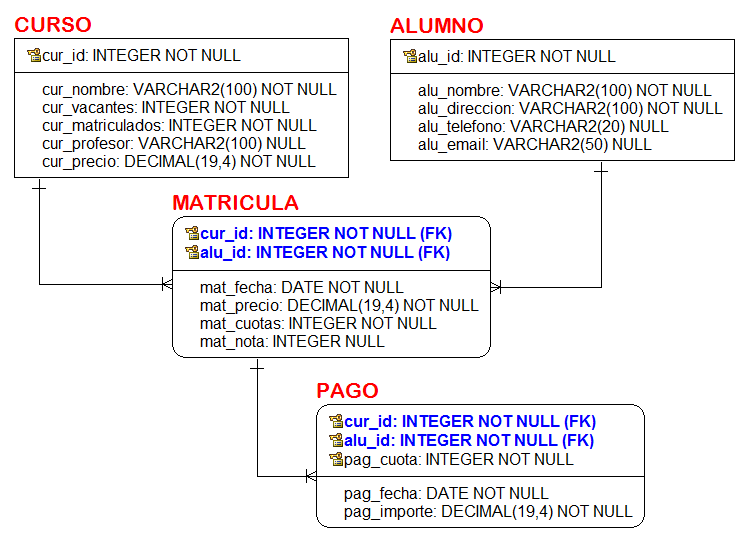 CURSO
cur_id: INTEGER NOT NULL
cur_nombre: VARCHAR2(100) NOT NULL
cur_vacantes: INTEGER NOT NULL
cur_matriculados: INTEGER NOT NULL
cur_profesor: VARCHAR2(100) NULL
cur_precio: DECIMAL(19,4) NOT NULL
ALUMNO
alu_id: INTEGER NOT NULL
alu_nombre: VARCHAR2(100) NOT NULL
alu_direccion: VARCHAR2(100) NOT NULL
alu_telefono: VARCHAR2(20) NULL
alu_email: VARCHAR2(50) NULL
MATRICULA
cur_id: INTEGER NOT NULL (FK)
alu_id: INTEGER NOT NULL (FK)
mat_fecha: DATE NOT NULL
mat_precio: DECIMAL(19,4) NOT NULL
mat_cuotas: INTEGER NOT NULL
mat_nota: INTEGER NULL
PAGO
cur_id: INTEGER NOT NULL (FK)
alu_id: INTEGER NOT NULL (FK)
pag_cuota: INTEGER NOT NULL
pag_fecha: DATE NOT NULL
pag_importe: DECIMAL(19,4) NOT NULL